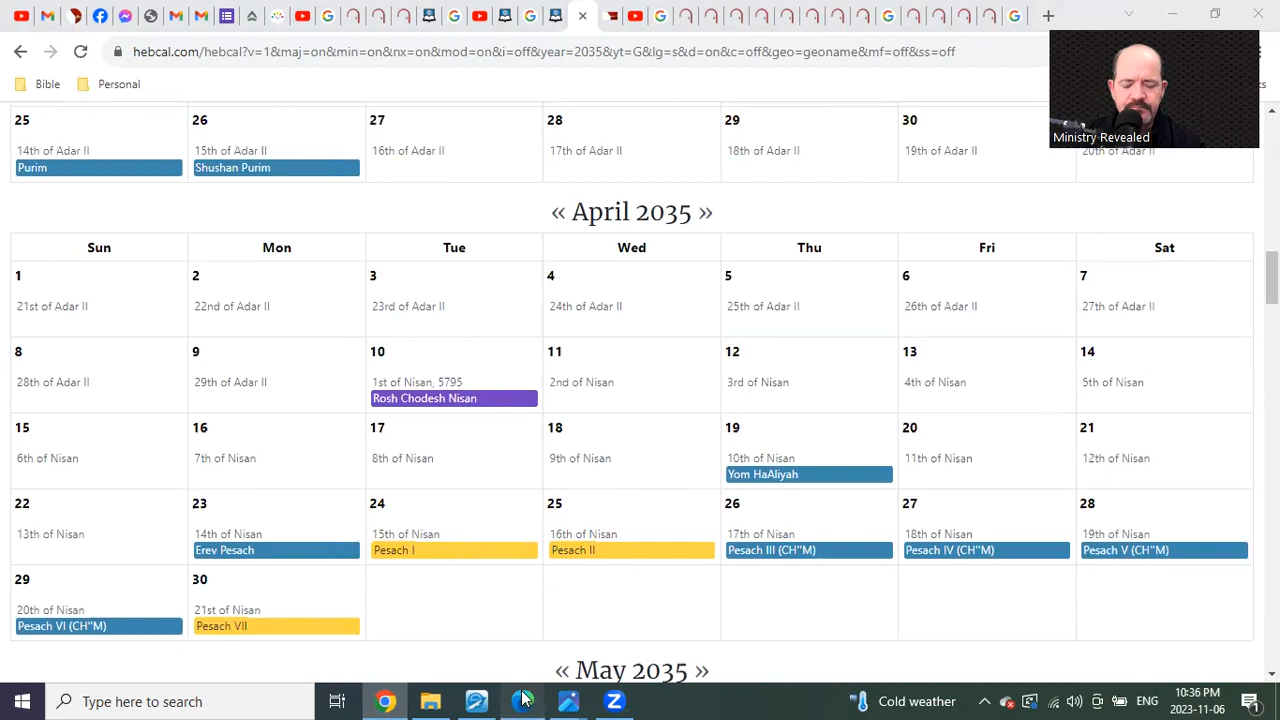 hebcal.com/hebcal?v=1&maj=on&min=on&nx=on&mod=on&i=off&year=2035&yt=G&lg=s&d=on&c=off&geo=geoname&mf=off&ss=off
Bible Personal
Ministry Revealed
25 26 27 28 29 30
14th of Adar II 15th of Adar II 16th of Adar II 17th of Adar II 18th of Adar II 19th of Adar II 20th of Adar II
Purim Shushan Purim
« April 2035 »
Sun Mon Tue Wed Thu Fri Sat
1 2 3 4 5 6 7
21st of Adar II 22nd of Adar II 23rd of Adar II 24th of Adar II 25th of Adar II 26th of Adar II 27th of Adar II
8 9 10 11 12 13 14
28th of Adar II 29th of Adar II 1st of Nisan, 5795 2nd of Nisan 3rd of Nisan 4th of Nisan 5th of Nisan
Rosh Chodesh Nisan
15 16 17 18 19 20 21
6th of Nisan 7th of Nisan 8th of Nisan 9th of Nisan 10th of Nisan 11th of Nisan 12th of Nisan
Yom HaAliyah
22 23 24 25 26 27 28
13th of Nisan 14th of Nisan 15th of Nisan 16th of Nisan 17th of Nisan 18th of Nisan 19th of Nisan
Erev Pesach Pesach I Pesach II Pesach III (CH''M) Pesach IV (CH''M) Pesach V (CH''M)
29 30
20th of Nisan 21st of Nisan
Pesach VI (CH''M) Pesach VII
« May 2035 »
Type here to search Cold weather ENG 10:36 PM
2023-11-06